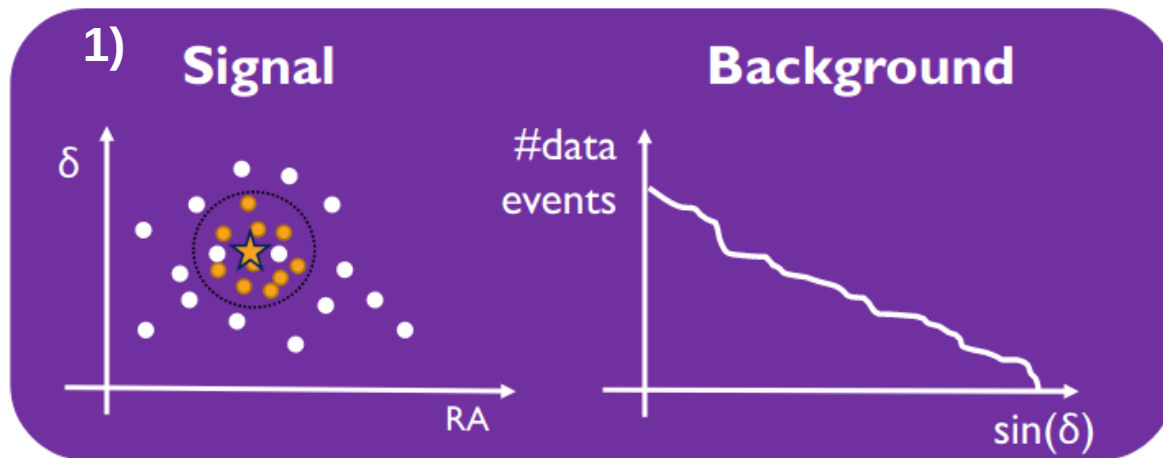 1)
Signal
Background
δ
RA
#data
events
sin(δ)